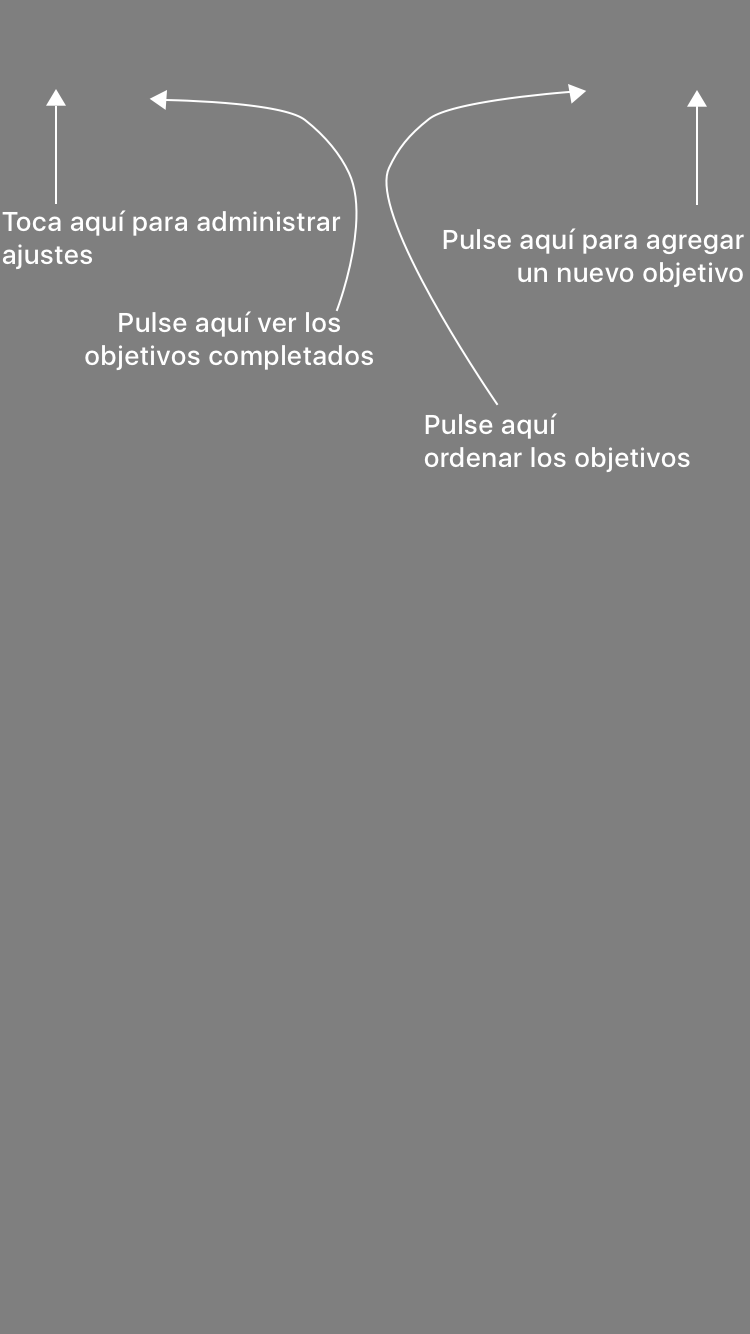 Toca aquí para administrar
ajustes
Pulse aquí para agregar
un nuevo objetivo
Pulse aquí ver los
objetivos completados
Pulse aquí
ordenar los objetivos